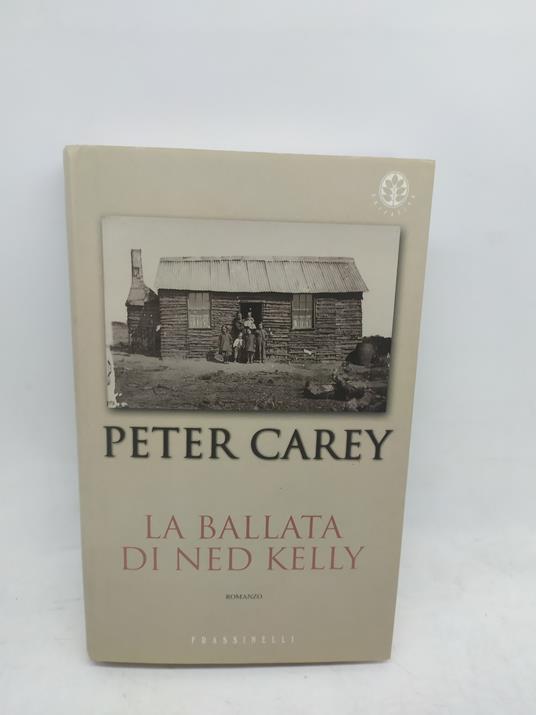 PETER CAREY
LA BALLATA
DI NED KELLY
ROMANZO
FRASSINELLI